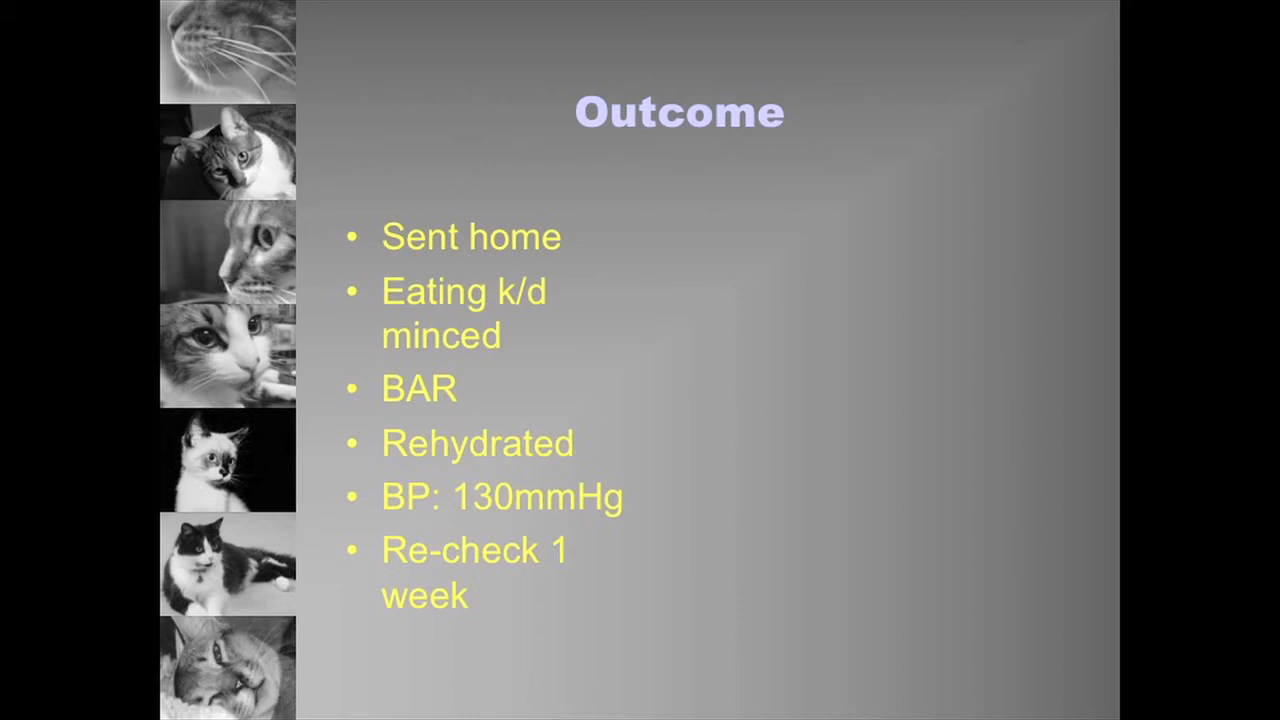 Outcome
• Sent home
• Eating k/d
minced
• BAR
• Rehydrated
• BP: 130mmHg
• Re-check 1
week